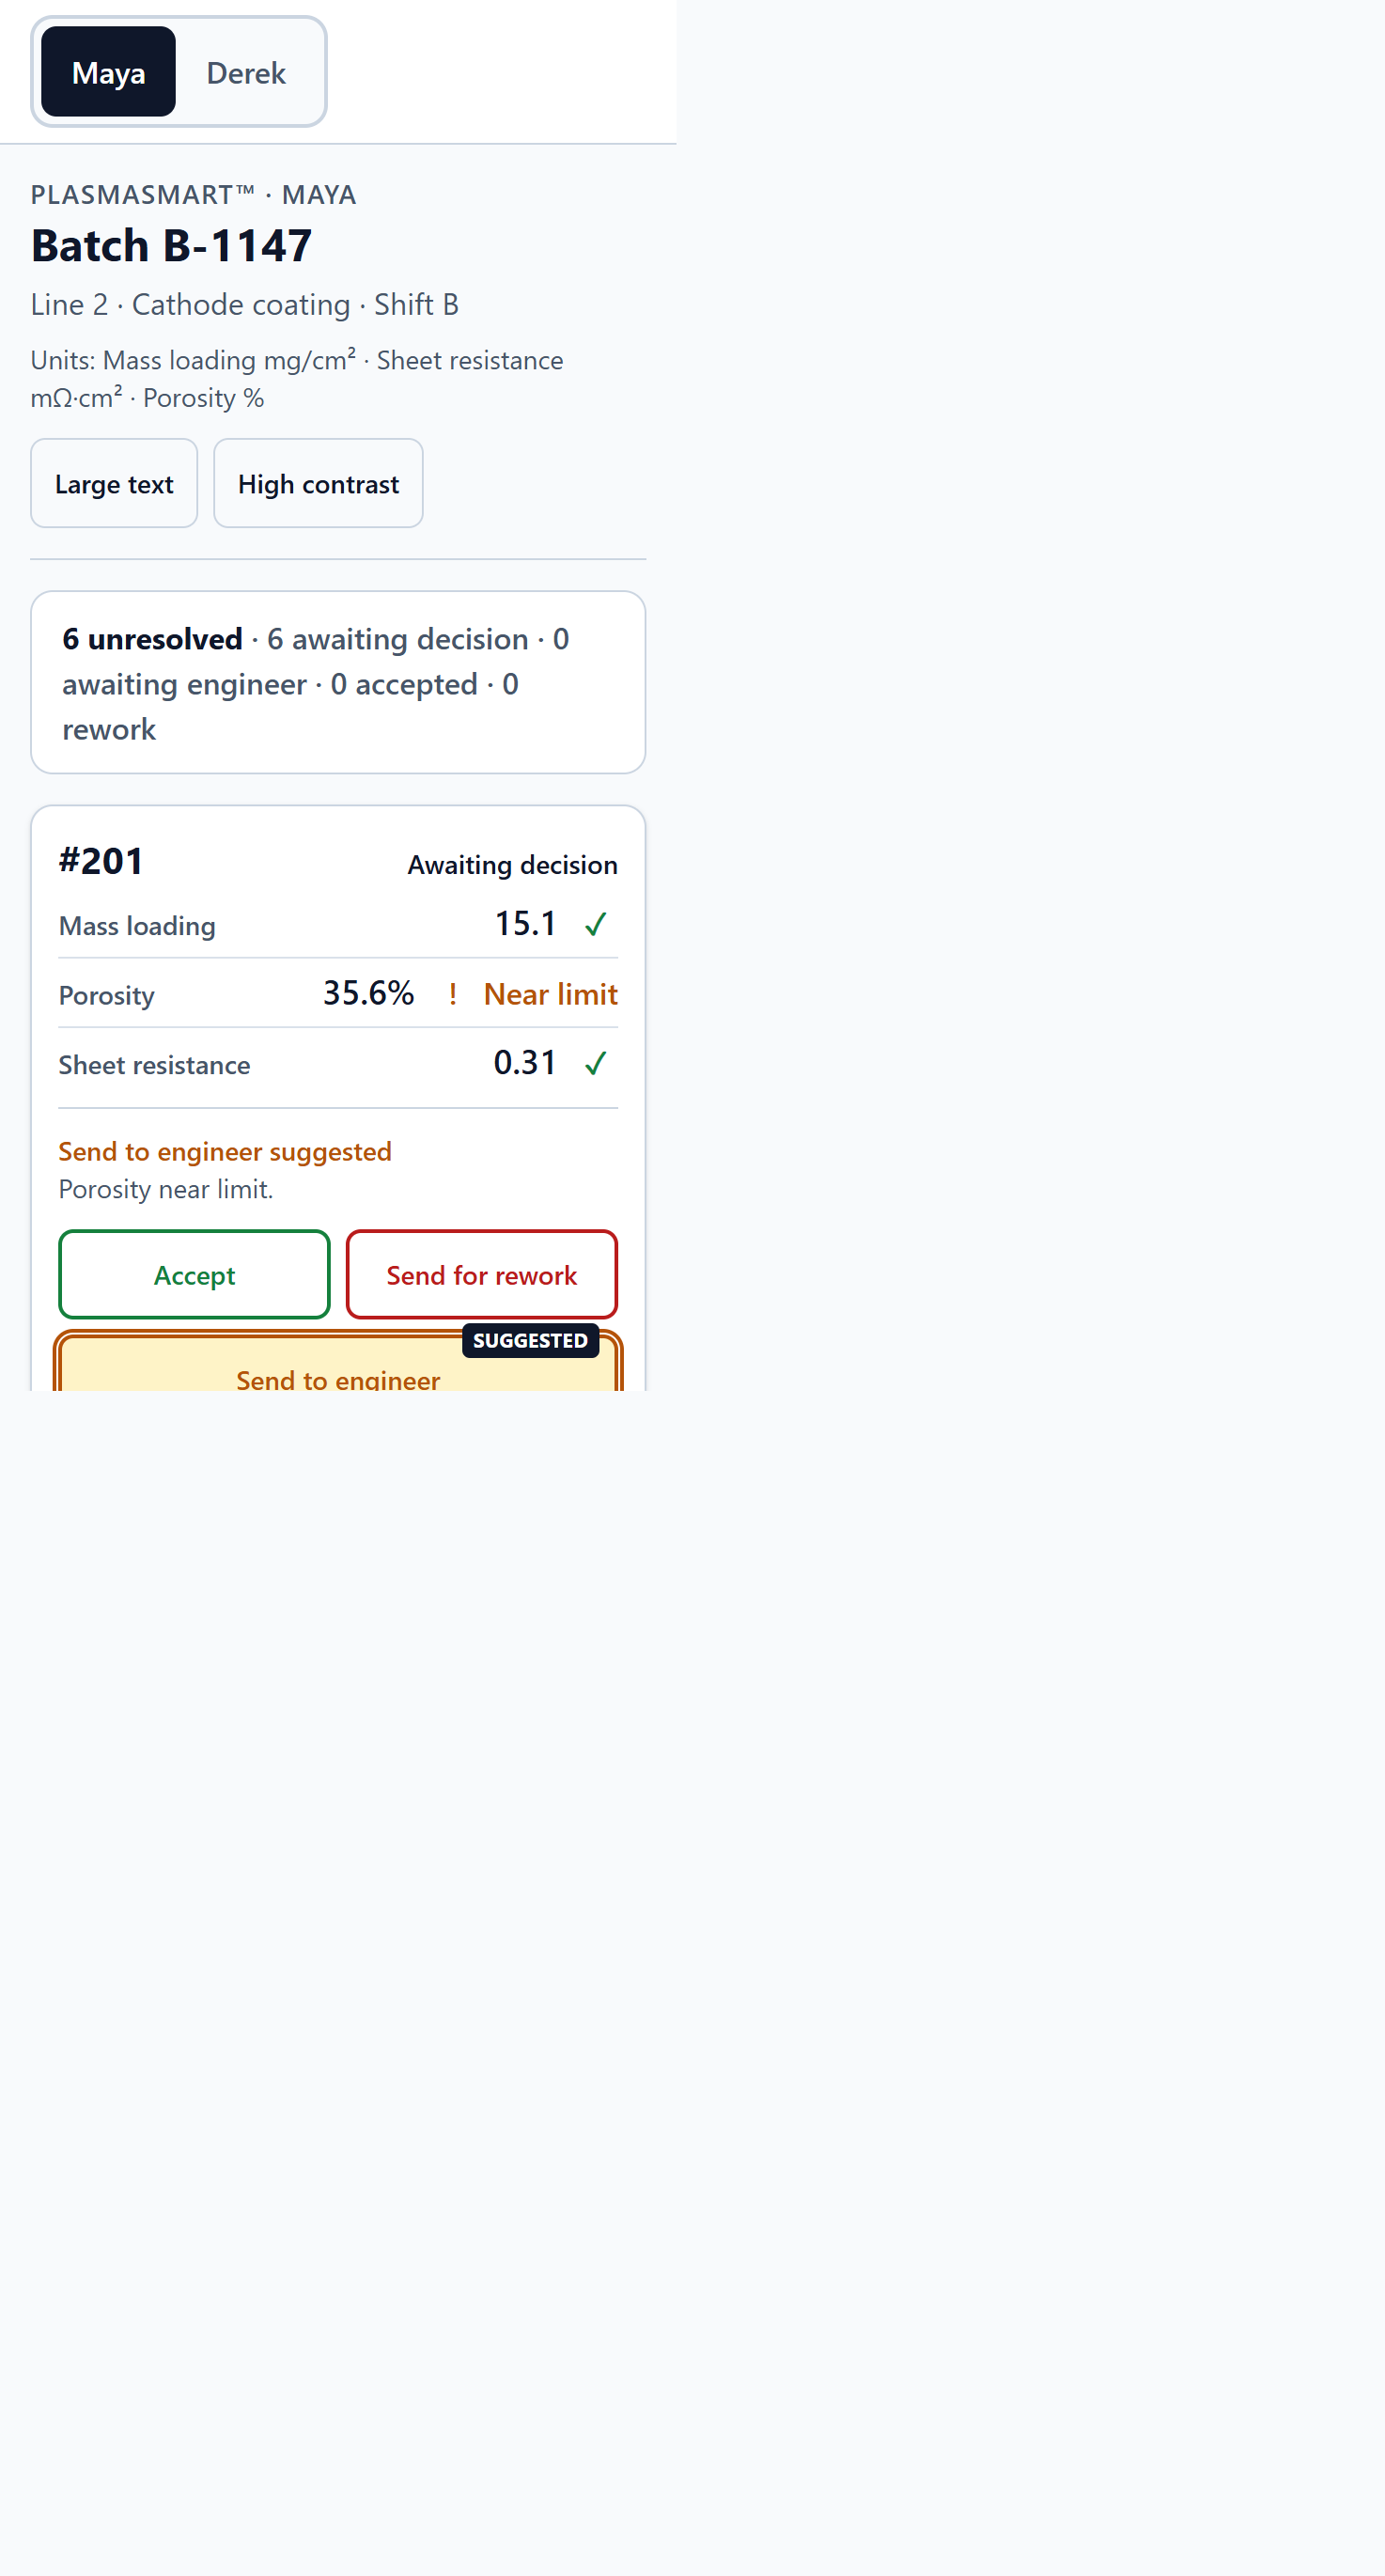 Maya Derek
PLASMASMART™ · MAYA
Batch B-1147
Line 2 · Cathode coating · Shift B
Units: Mass loading mg/cm² · Sheet resistance
mΩ·cm² · Porosity %
Large text High contrast
6 unresolved · 6 awaiting decision · 0
awaiting engineer · 0 accepted · 0
rework
#201 Awaiting decision
Mass loading 15.1 ✓
Porosity 35.6% ! Near limit
Sheet resistance 0.31 ✓
Send to engineer suggested
Porosity near limit.
Accept Send for rework
SUGGESTED
Send to engineer